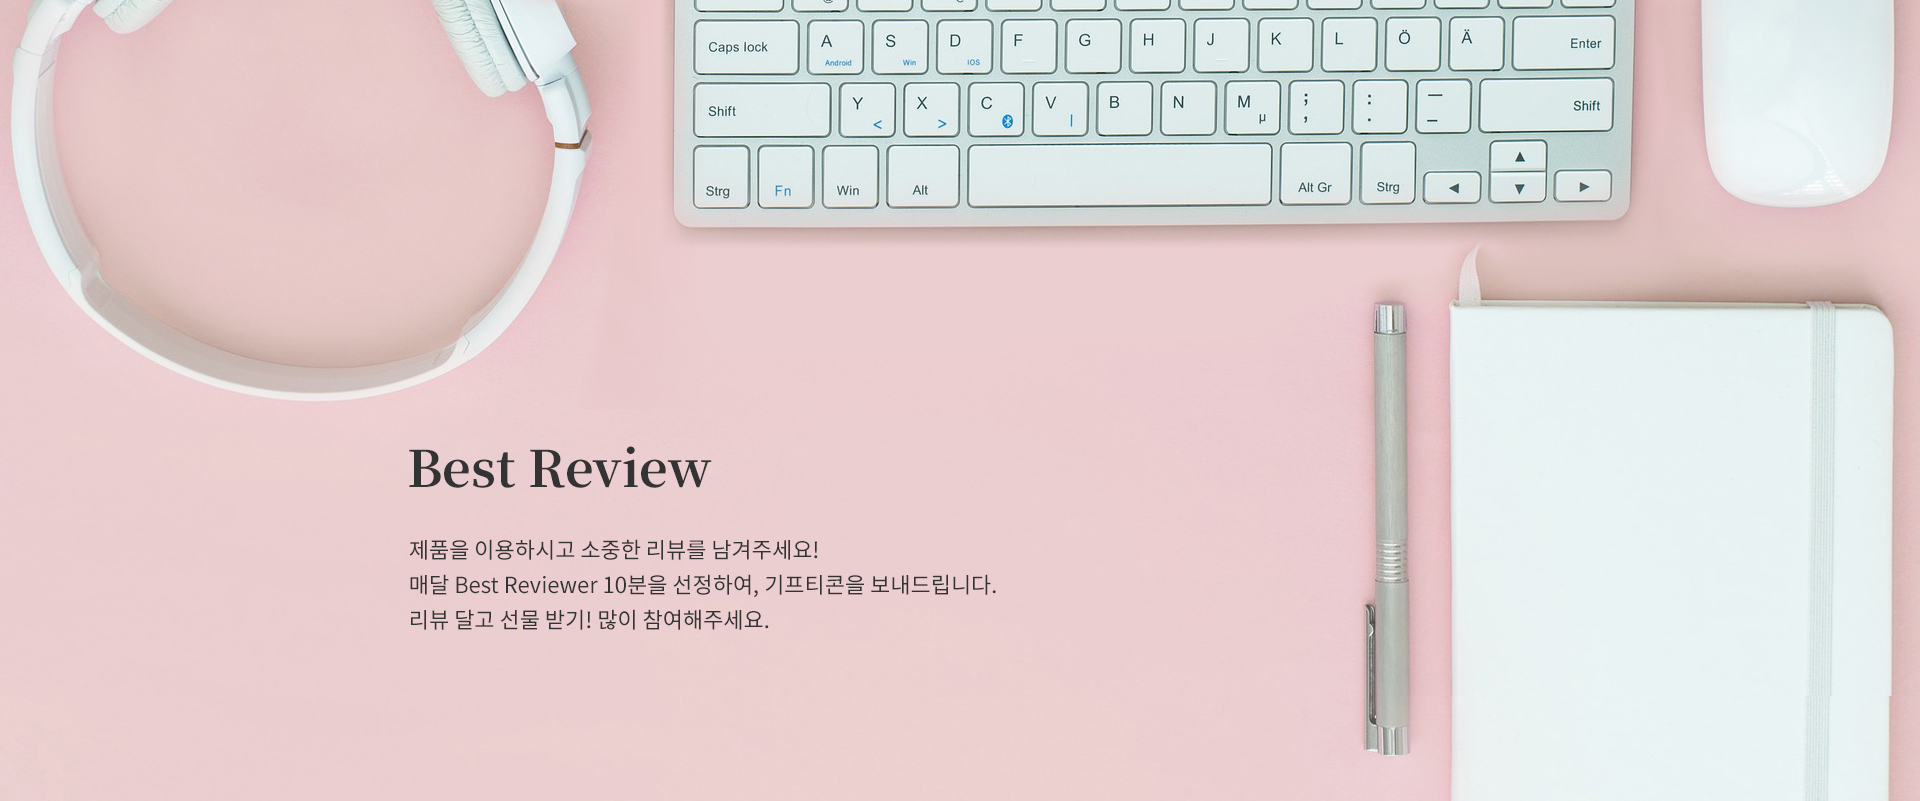 Caps lock A S D F G H J K L Ö Ä Enter
Android Win IOS
Shift Y X C V B N M ; : — Shift
< > | µ , . –
Strg Fn Win Alt Alt Gr Strg ◄ ▲ ▼ ►
Best Review
제품을 이용하시고 소중한 리뷰를 남겨주세요!
매달 Best Reviewer 10분을 선정하여, 기프티콘을 보내드립니다.
리뷰 달고 선물 받기! 많이 참여해주세요.